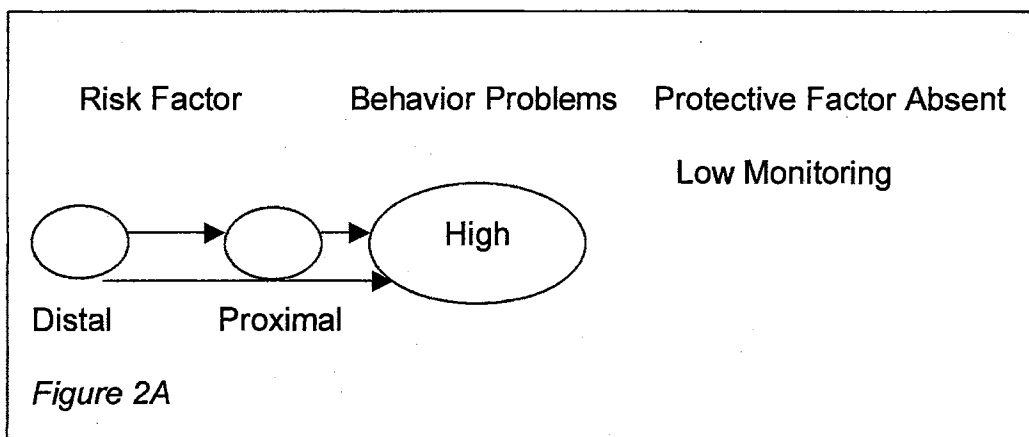 Risk Factor Behavior Problems Protective Factor Absent
Low Monitoring
High
Distal Proximal
Figure 2A